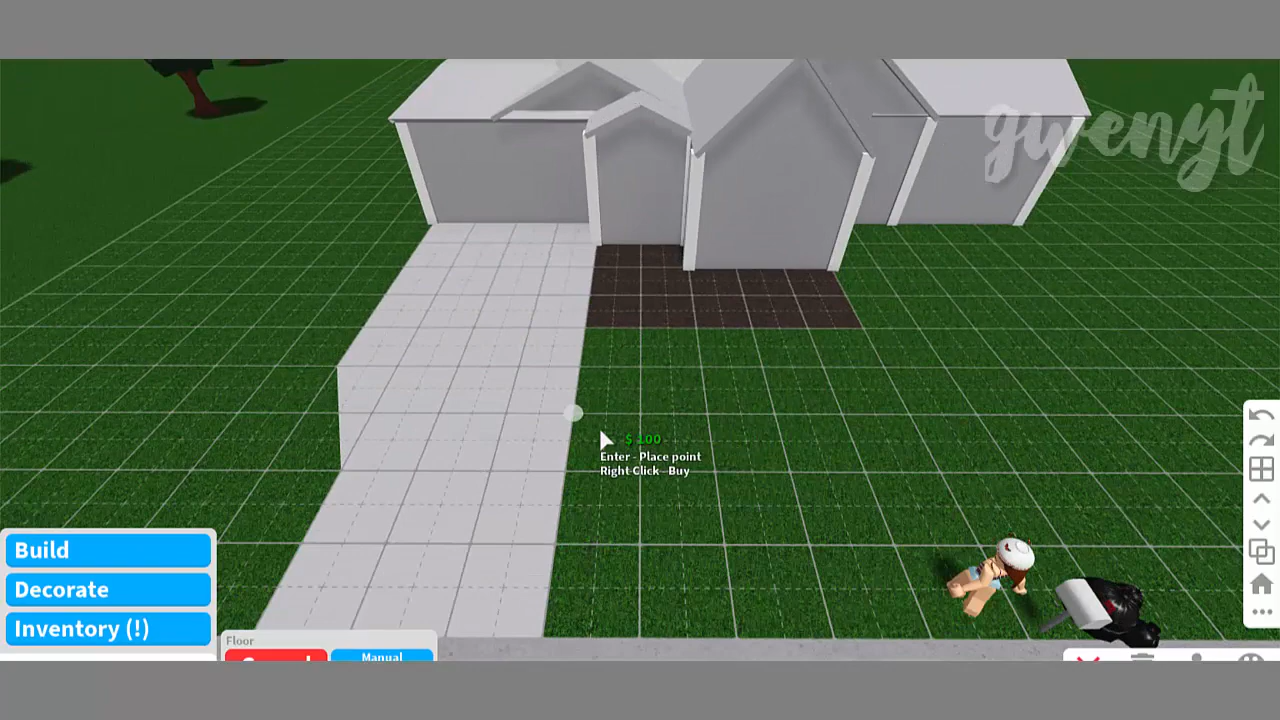 gwenyt
$ 100
Enter - Place point
Right Click - Buy
Build
Decorate
Inventory (!)
Floor
Manual